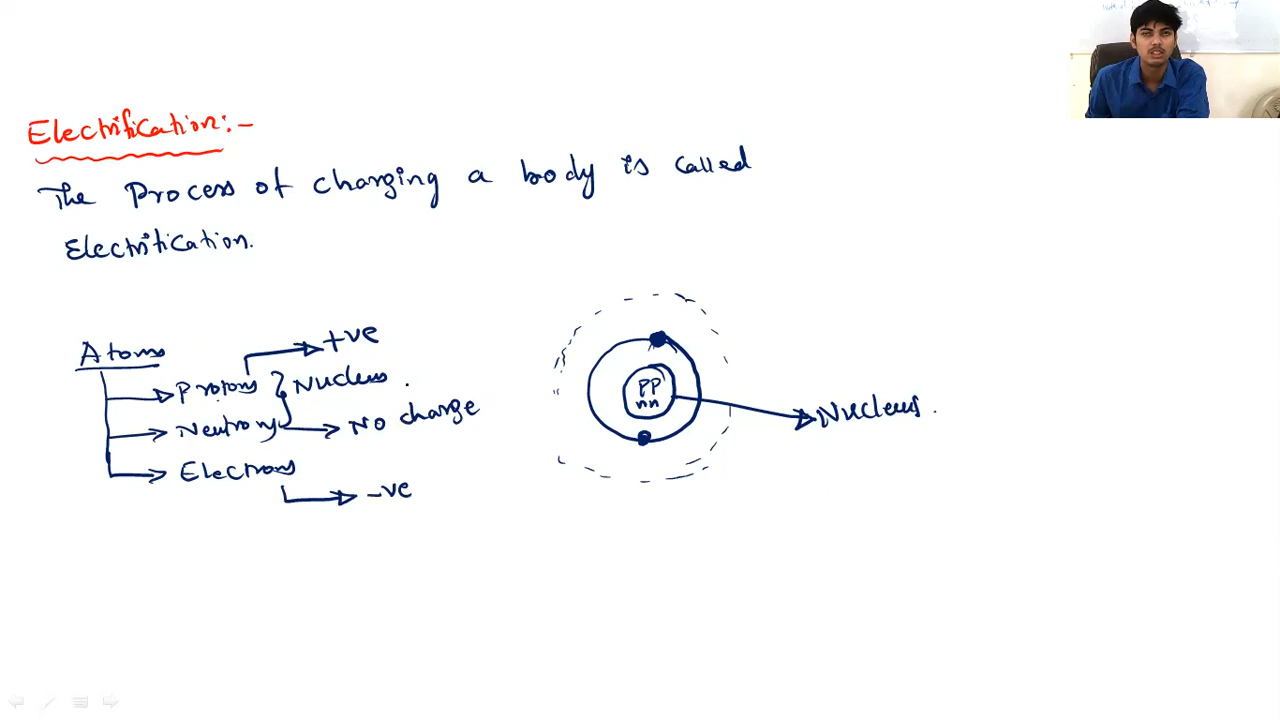 Electrification:-
The Process of charging a body is called
Electrification.
Atoms
+ve
Protons } Nucleus.
Neutrons
No charge
Electrons
-ve
PP
nn
Nucleus.